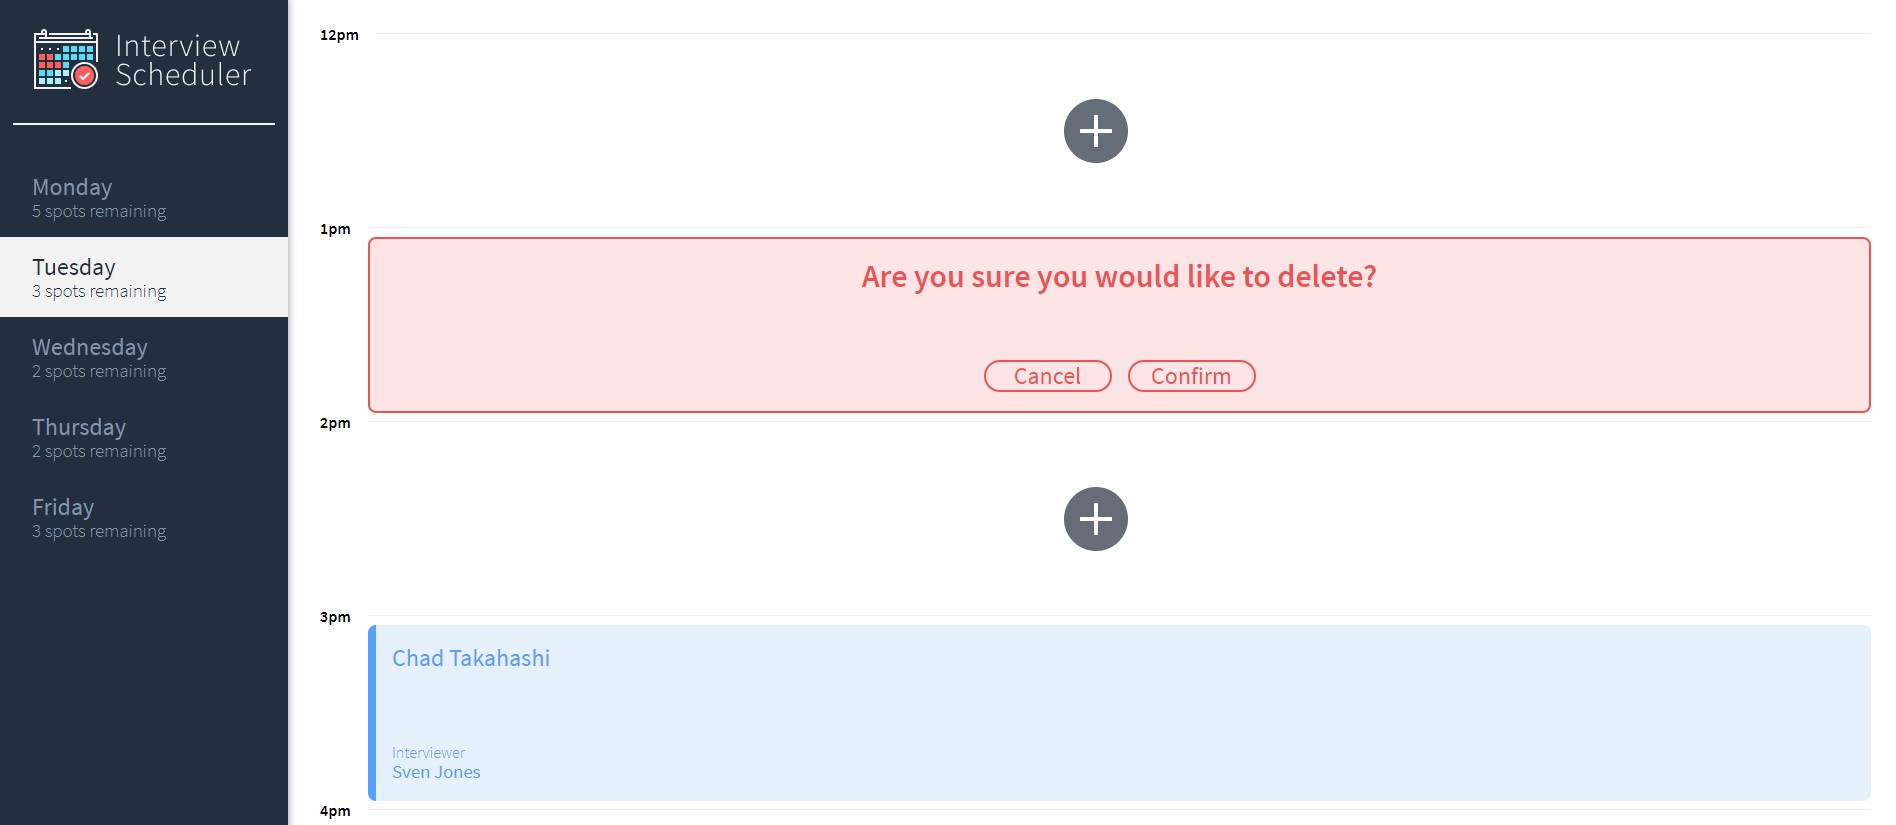 Interview
Scheduler
Monday
5 spots remaining
Tuesday
3 spots remaining
Wednesday
2 spots remaining
Thursday
2 spots remaining
Friday
3 spots remaining
12pm
1pm
Are you sure you would like to delete?
Cancel Confirm
2pm
3pm
Chad Takahashi
Interviewer
Sven Jones
4pm